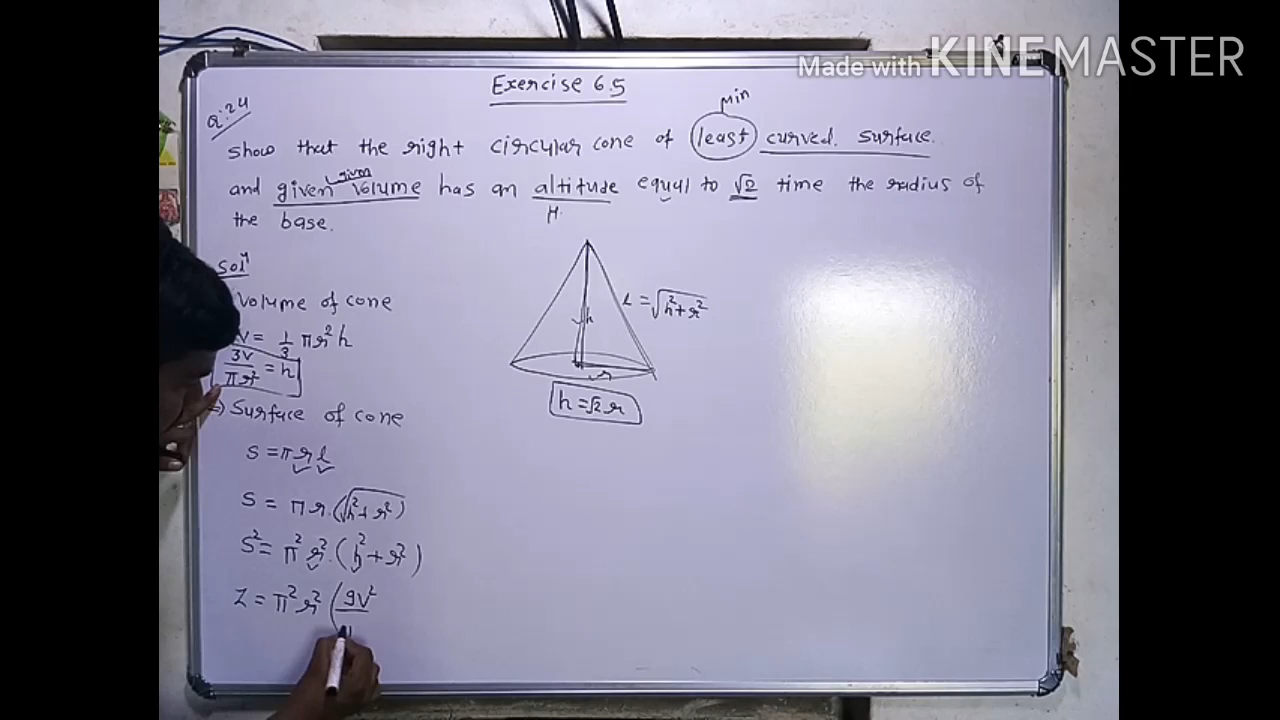 Made with KINEMASTER
Exercise 6.5
Q:24
Min
Show that the right circular cone of least curved surface
given
and given volume has an altitude equal to √2 time the radius of
H.
the base.
Solⁿ
Volume of cone
V = 1/3 πr²h
3V/πr² = h
l = √h²+r²
h
r
h = √2 r
=) Surface of cone
S = πrl
S = πr.(√h²+r²)
S² = π²r².(h²+r²)
Z = π²r²(9V²/